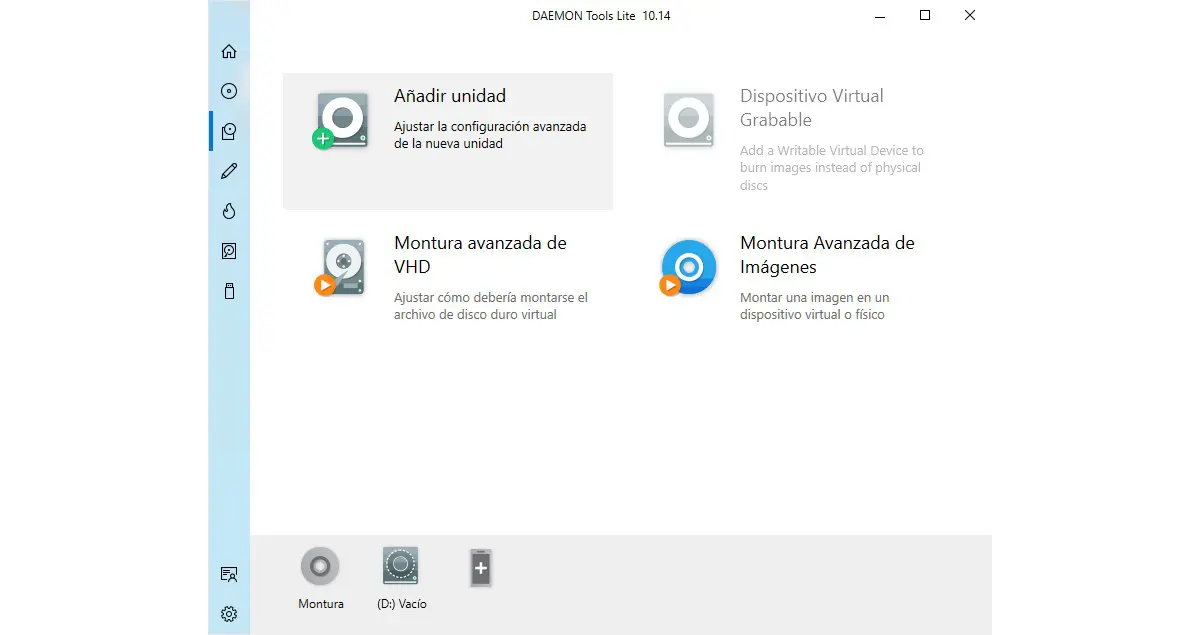 DAEMON Tools Lite 10.14
Añadir unidad
Ajustar la configuración avanzada
de la nueva unidad
Dispositivo Virtual
Grabable
Add a Writable Virtual Device to
burn images instead of physical
discs
Montura avanzada de
VHD
Ajustar cómo debería montarse el
archivo de disco duro virtual
Montura Avanzada de
Imágenes
Montar una imagen en un
dispositivo virtual o físico
Montura
(D:) Vacío